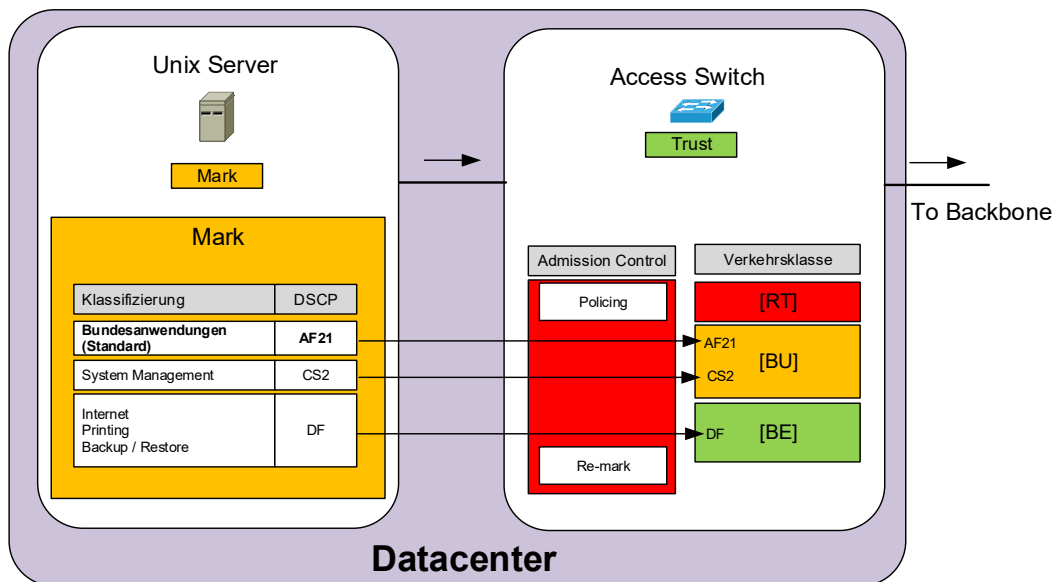 Unix Server
Mark
Mark
Klassifizierung DSCP
Bundesanwendungen
(Standard) AF21
System Management CS2
Internet
Printing
Backup / Restore DF
Access Switch
Trust
Admission Control Verkehrsklasse
Policing
Re-mark
[RT]
AF21
CS2
[BU]
DF [BE]
To Backbone
Datacenter